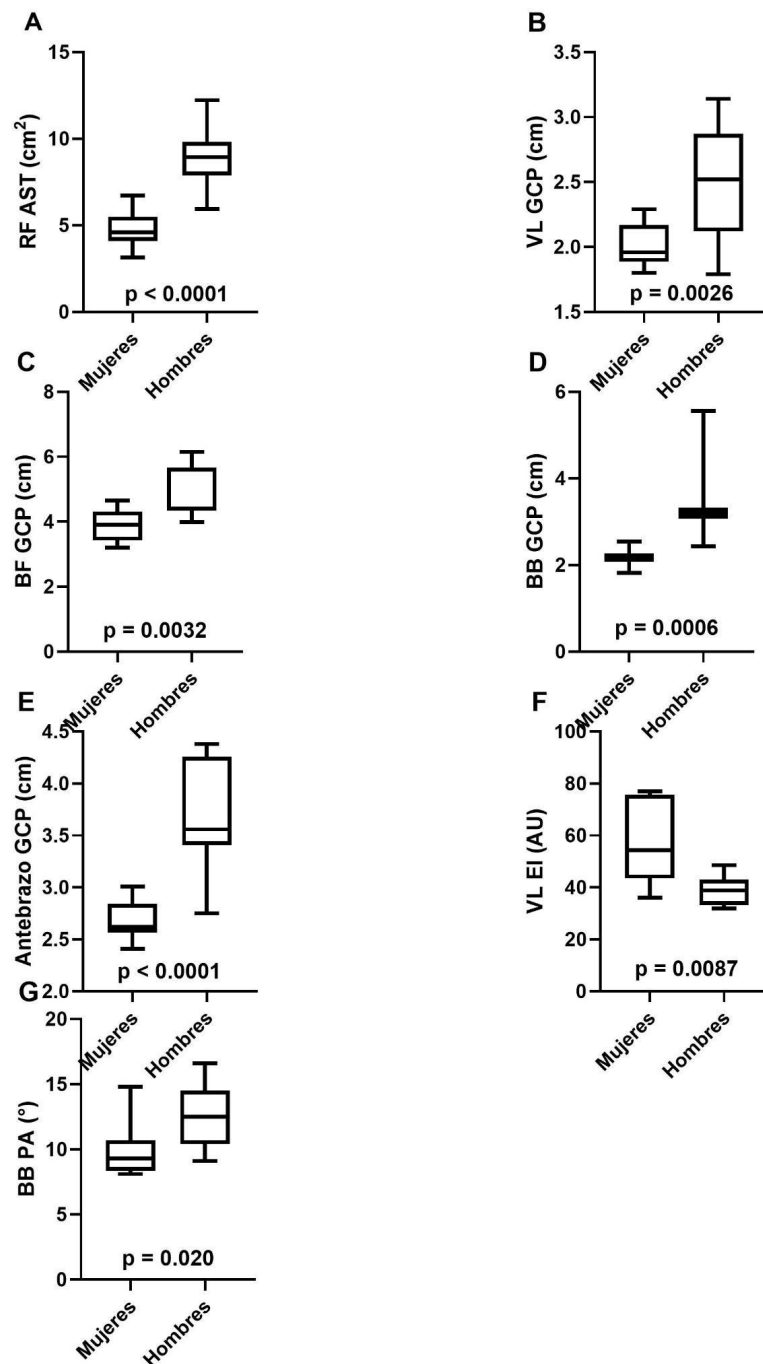 A
RF AST (cm²)
15
10
5
0
p < 0.0001
Mujeres
Hombres
B
VL GCP (cm)
3.5
3.0
2.5
2.0
1.5
p = 0.0026
Mujeres
Hombres
C
BF GCP (cm)
8
6
4
2
0
p = 0.0032
Mujeres
Hombres
D
BB GCP (cm)
6
4
2
0
p = 0.0006
Mujeres
Hombres
E
Antebrazo GCP (cm)
4.5
4.0
3.5
3.0
2.5
2.0
p < 0.0001
Mujeres
Hombres
F
VL EI (AU)
100
80
60
40
20
0
p = 0.0087
Mujeres
Hombres
G
BB PA (°)
20
15
10
5
0
p = 0.020
Mujeres
Hombres